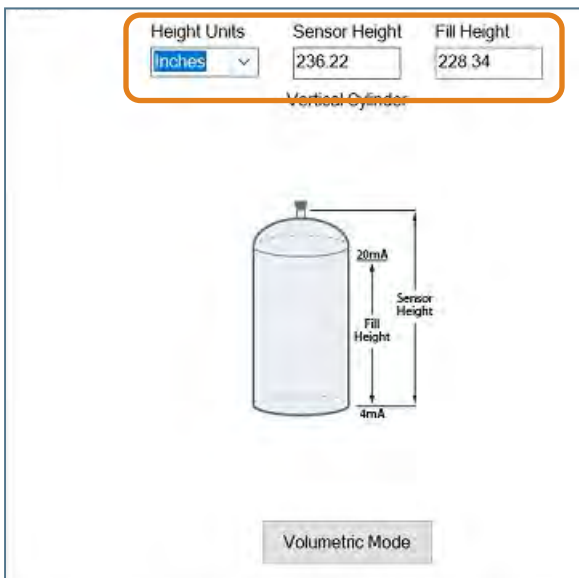 Height Units Sensor Height Fill Height
Inches 236.22 228.34
Vertical Cylinder
20mA
Sensor
Height
Fill
Height
4mA
Volumetric Mode